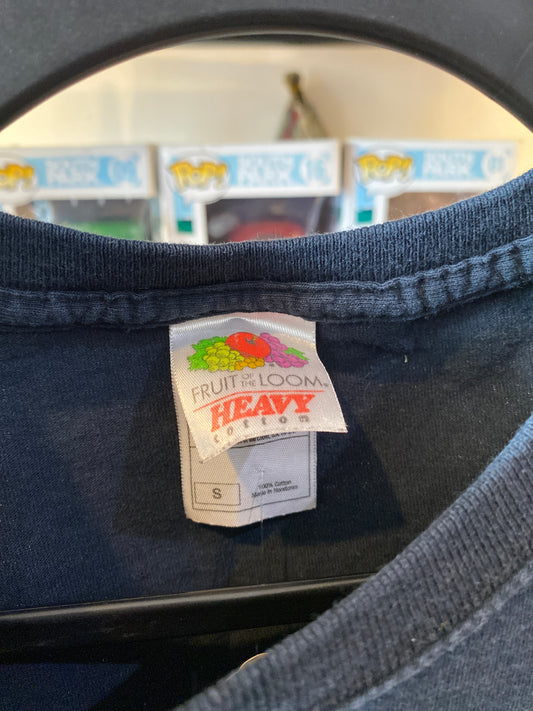 POP! SOUTH PARK
POP! SOUTH PARK
POP! SOUTH PARK
FRUIT OF THE LOOM
HEAVY
cotton
S
100% Cotton
Made in Honduras